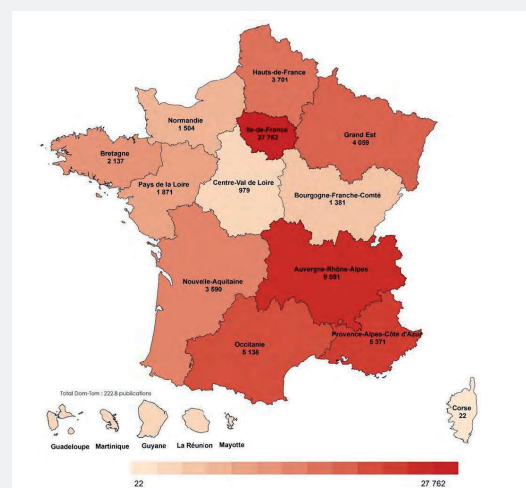 Hauts-de-France
3 701
Normandie
1 504
Ile-de-France
27 762
Grand Est
4 059
Bretagne
2 137
Pays de la Loire
1 871
Centre-Val de Loire
979
Bourgogne-Franche-Comté
1 381
Auvergne-Rhône-Alpes
9 591
Nouvelle-Aquitaine
3 590
Occitanie
5 138
Provence-Alpes-Côte d'Azur
5 371
Total Dom-Tom : 222.8 publications
Guadeloupe Martinique Guyane La Réunion Mayotte
Corse
22
22 27 762